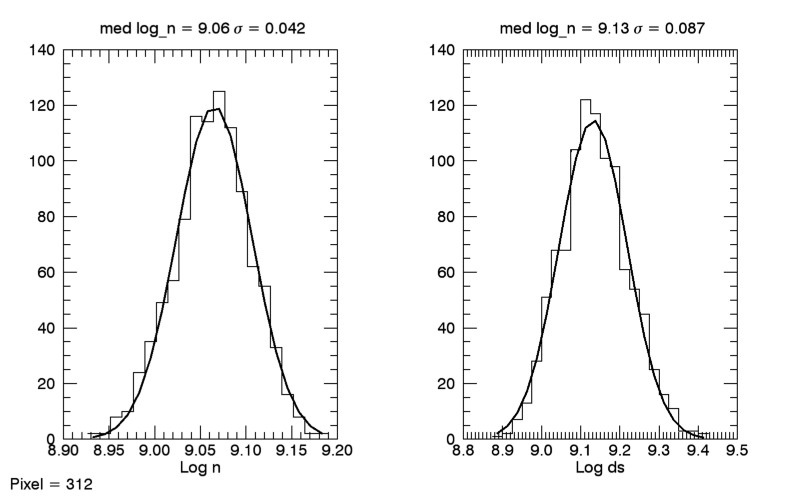 med log_n = 9.06 σ = 0.042
140
120
100
80
60
40
20
0
8.90 8.95 9.00 9.05 9.10 9.15 9.20
Log n
med log_n = 9.13 σ = 0.087
140
120
100
80
60
40
20
0
8.8 8.9 9.0 9.1 9.2 9.3 9.4 9.5
Log ds
Pixel = 312